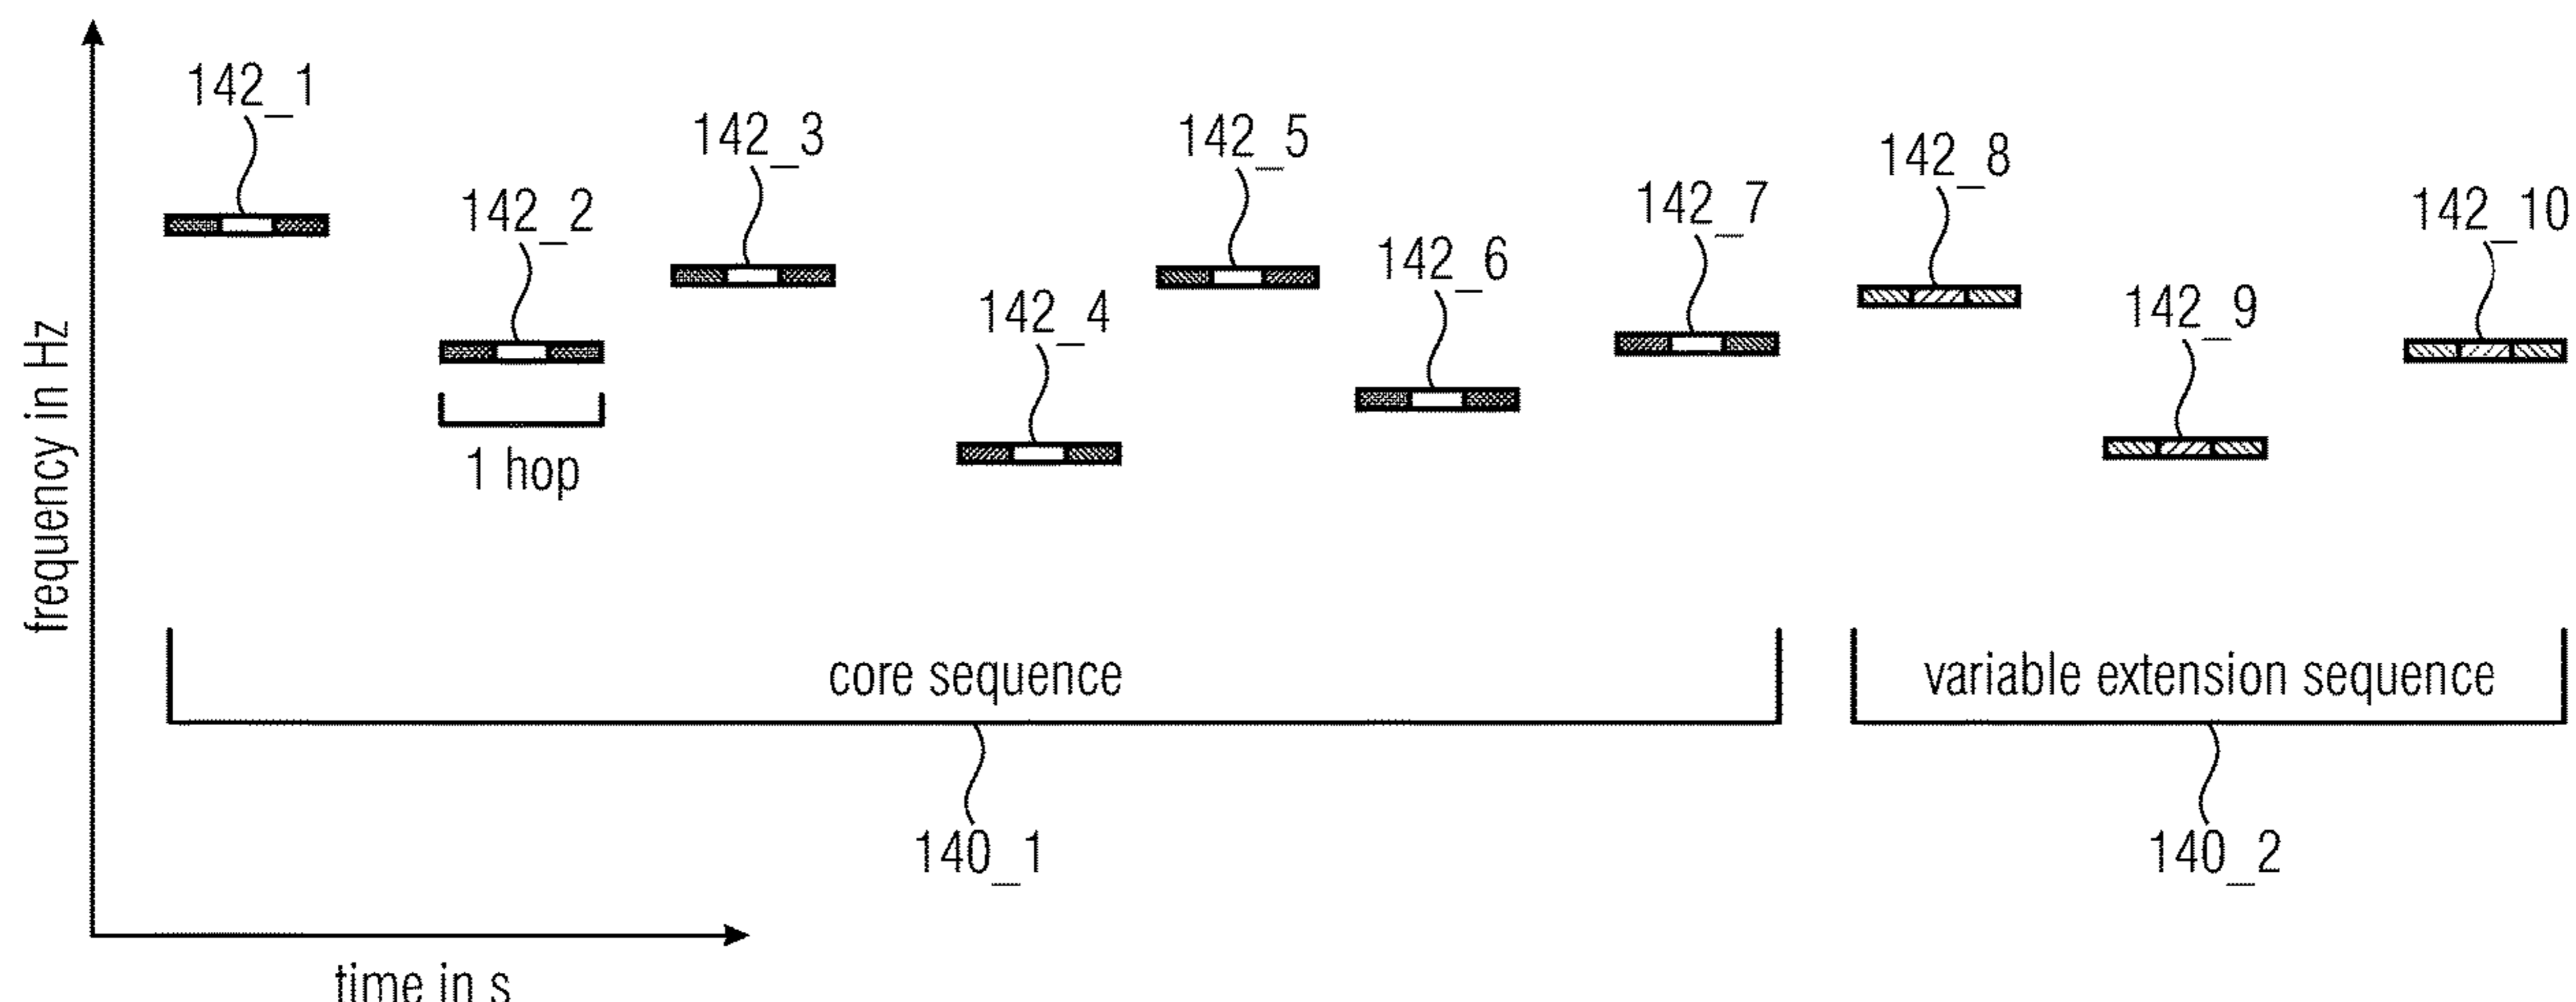 142_1
142_2
142_3
142_4
142_5
142_6
142_7
142_8
142_9
142_10
1 hop
frequency in Hz
core sequence
variable extension sequence
140_1
140_2
time in s